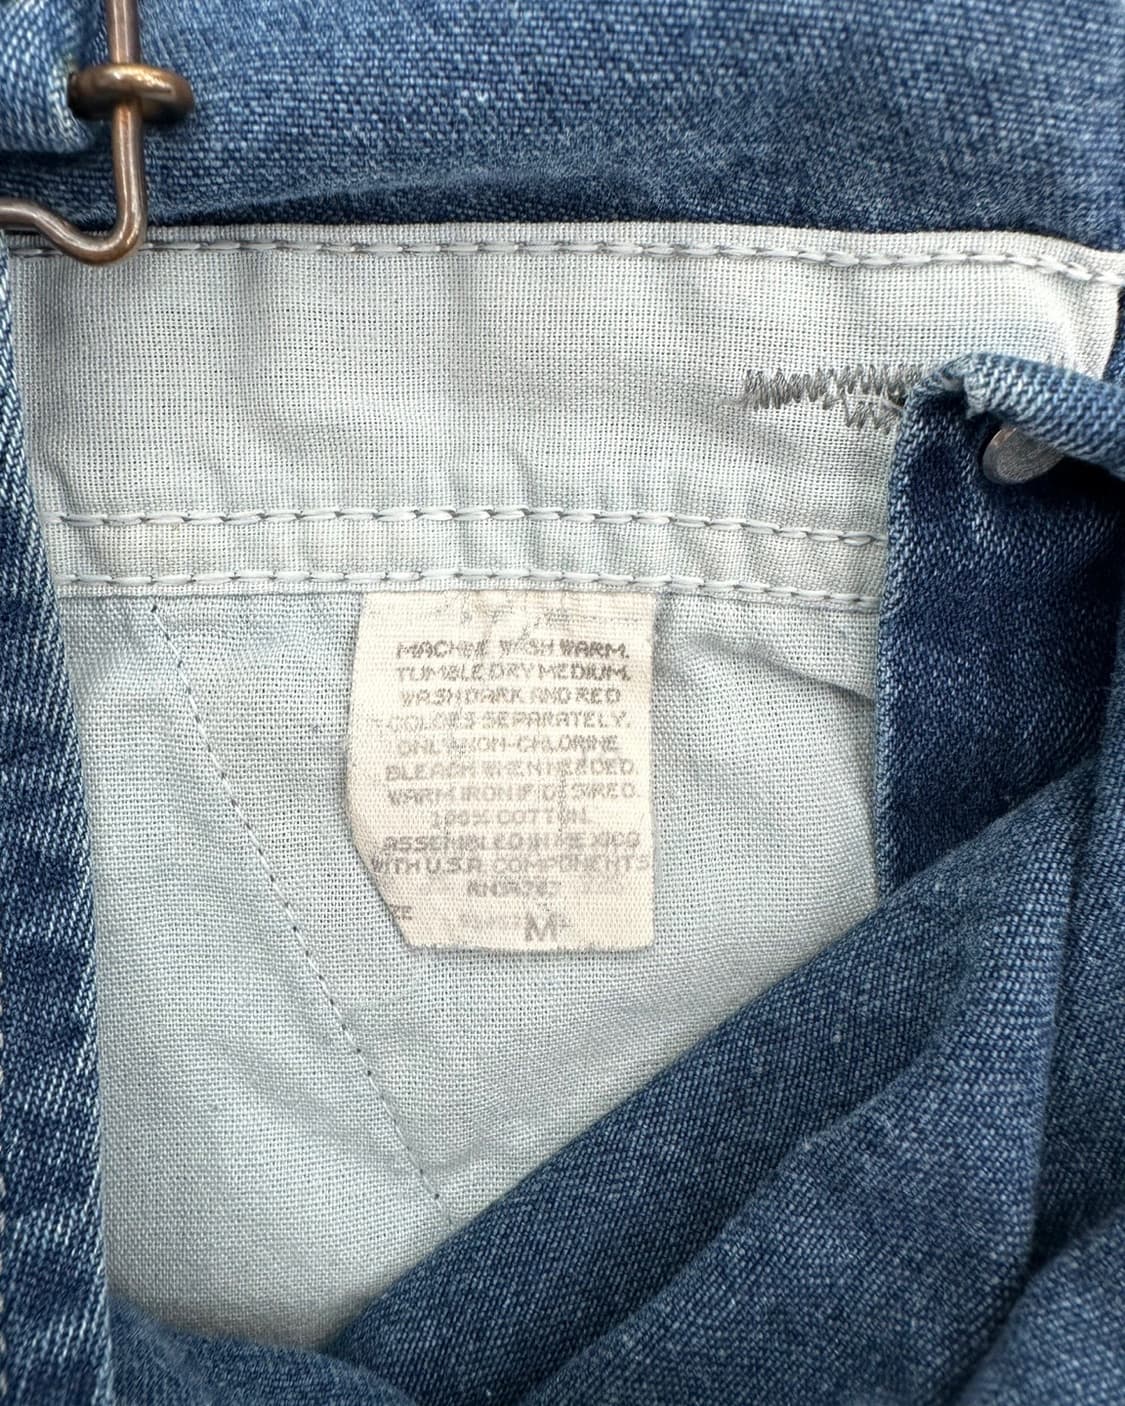 MACHINE WASH WARM.
TUMBLE DRY MEDIUM.
WASH DARK AND RED
COLORS SEPARATELY.
ONLY NON-CHLORINE
BLEACH WHEN NEEDED.
WARM IRON IF DESIRED.
100% COTTON.
ASSEMBLED IN MEXICO
WITH U.S.A. COMPONENTS
M